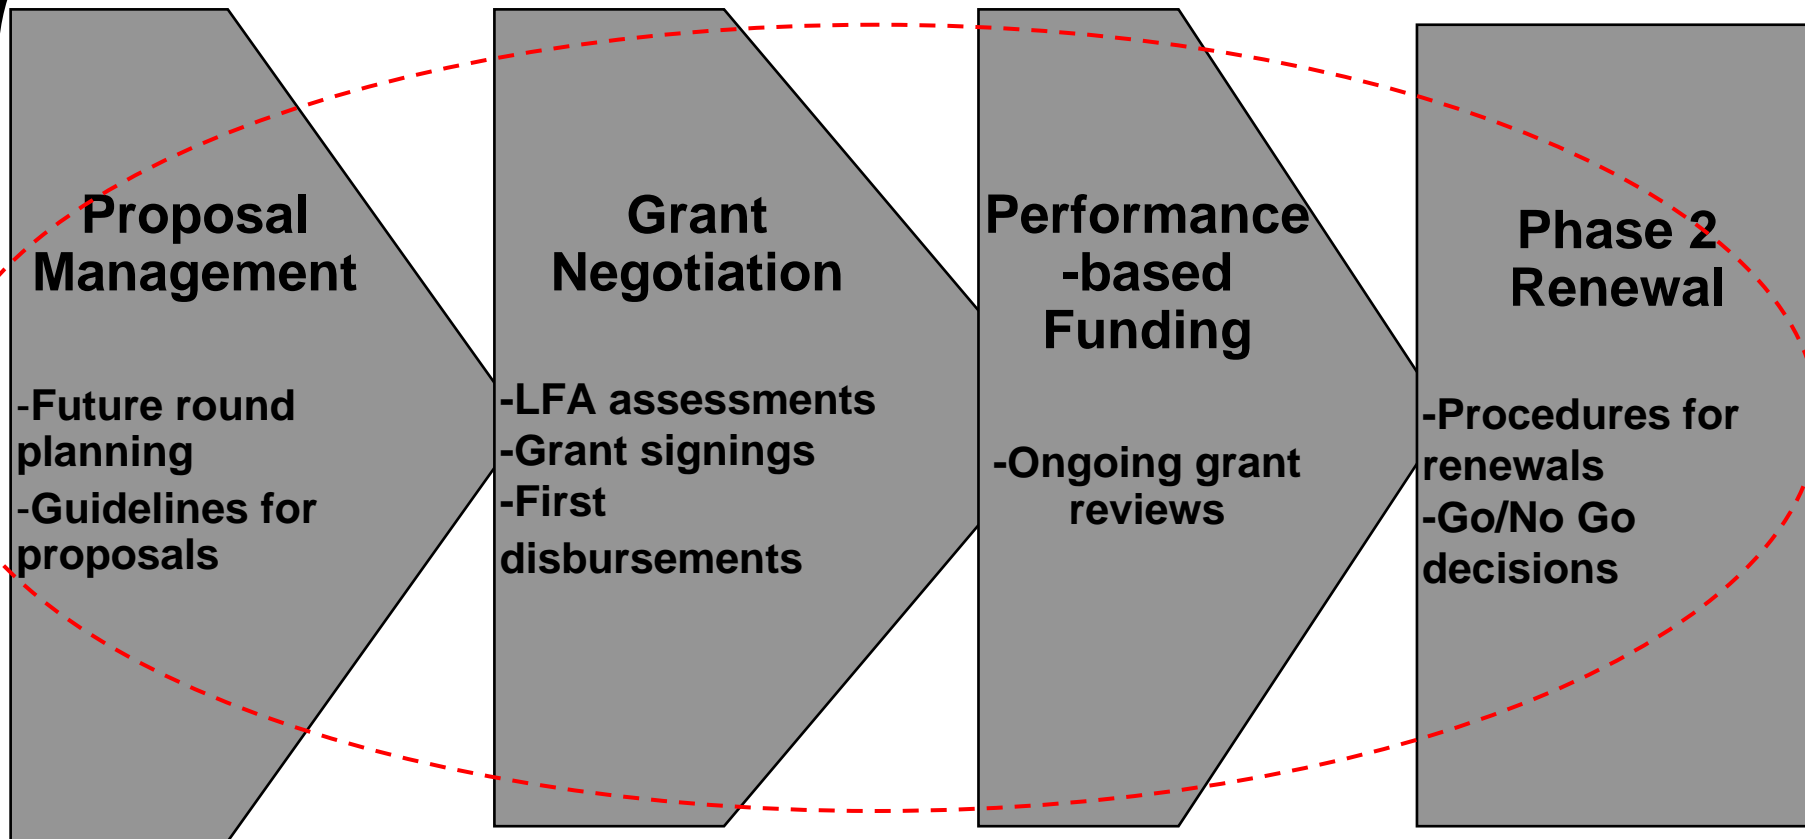 Proposal
Management
-Future round
planning
-Guidelines for
proposals
Grant
Negotiation
-LFA assessments
-Grant signings
-First
disbursements
Performance
-based
Funding
-Ongoing grant
reviews
Phase 2
Renewal
-Procedures for
renewals
-Go/No Go
decisions